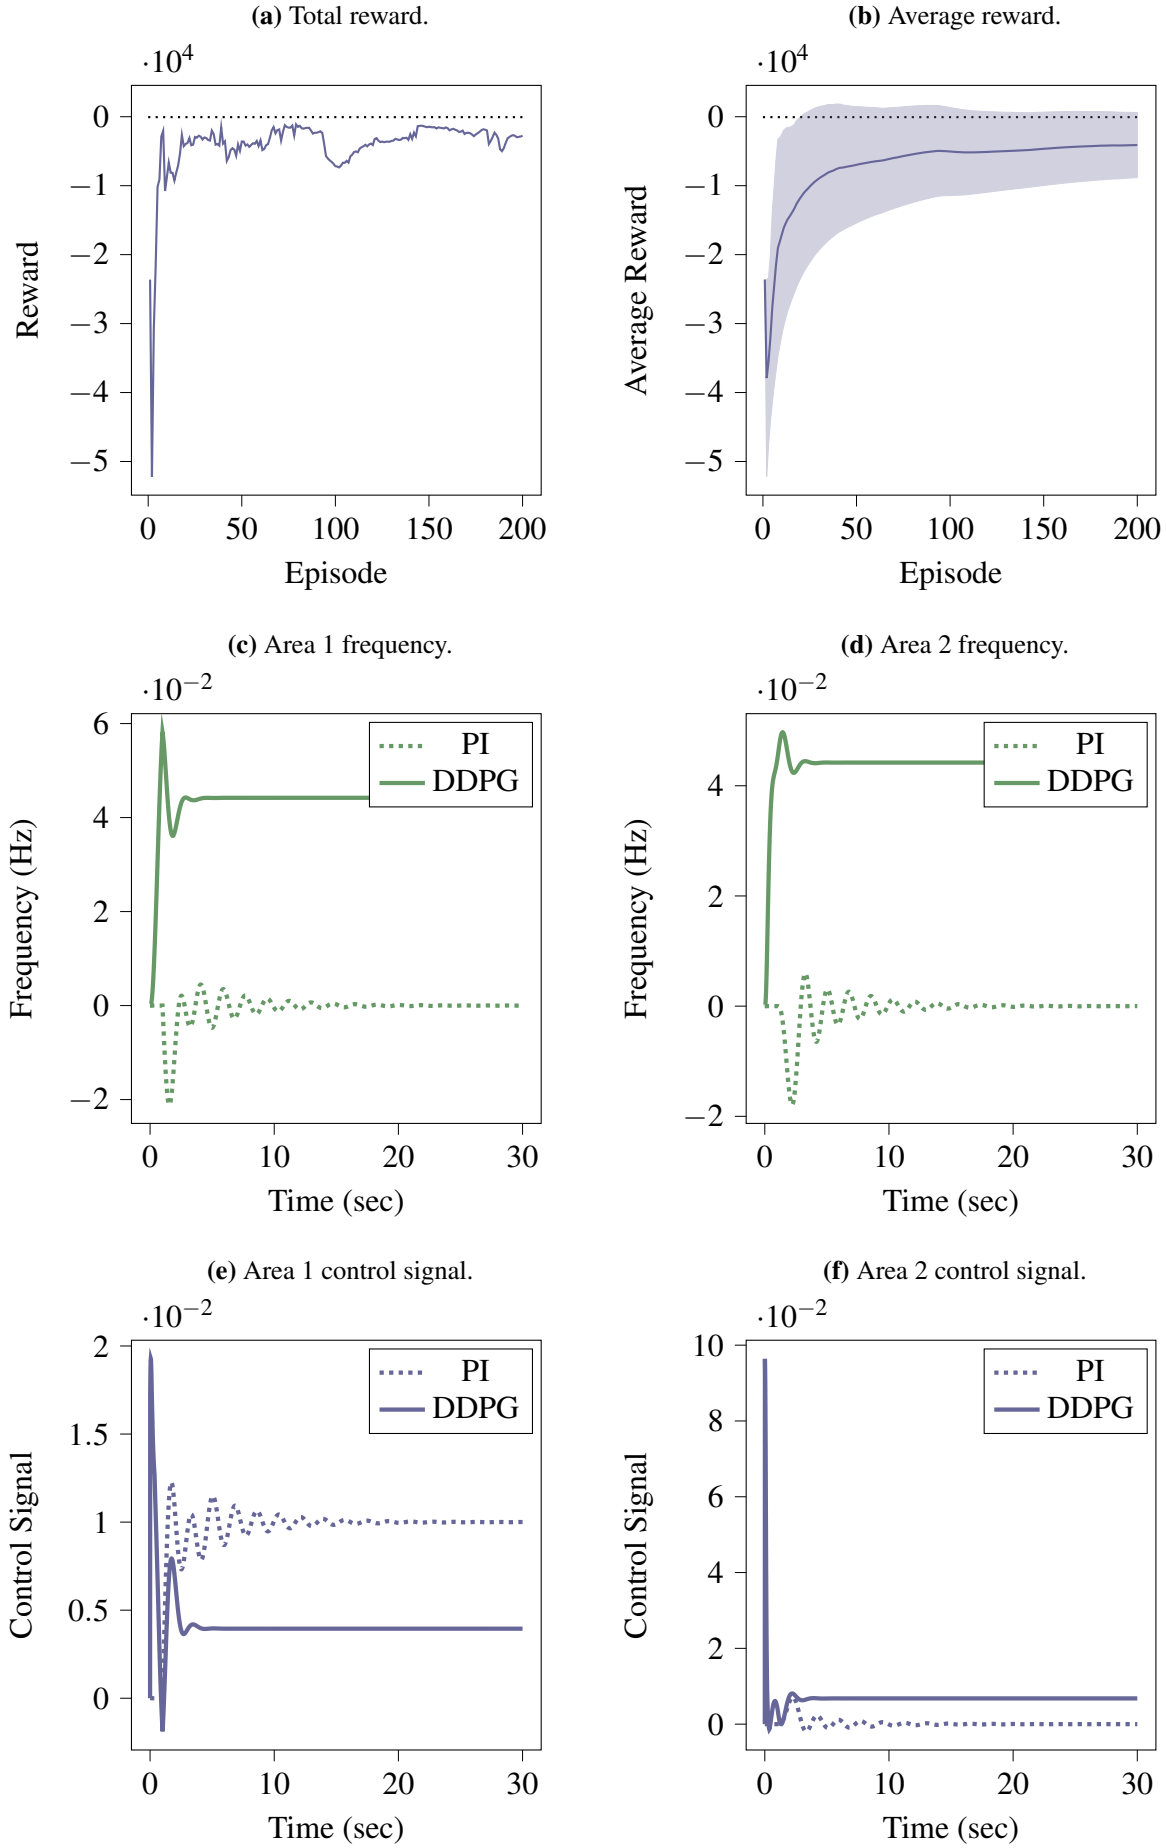 (a) Total reward.
·10⁴
0
−1
−2
−3
−4
−5
Reward
0 50 100 150 200
Episode
(b) Average reward.
·10⁴
0
−1
−2
−3
−4
−5
Average Reward
0 50 100 150 200
Episode
(c) Area 1 frequency.
·10⁻²
6
4
2
0
−2
Frequency (Hz)
PI
DDPG
0 10 20 30
Time (sec)
(d) Area 2 frequency.
·10⁻²
4
2
0
−2
Frequency (Hz)
PI
DDPG
0 10 20 30
Time (sec)
(e) Area 1 control signal.
·10⁻²
2
1.5
1
0.5
0
Control Signal
PI
DDPG
0 10 20 30
Time (sec)
(f) Area 2 control signal.
·10⁻²
10
8
6
4
2
0
Control Signal
PI
DDPG
0 10 20 30
Time (sec)